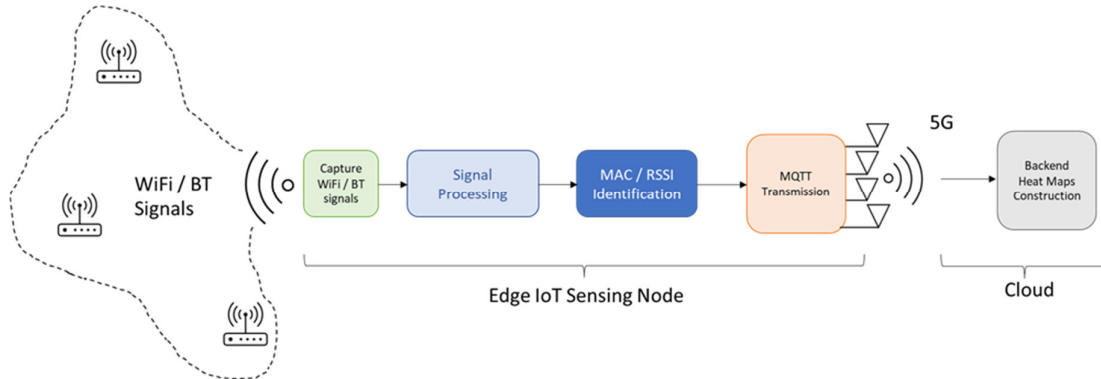 WiFi / BT
Signals
Capture
WiFi / BT
signals
Signal
Processing
MAC / RSSI
Identification
MQTT
Transmission
5G
Backend
Heat Maps
Construction
Edge IoT Sensing Node
Cloud